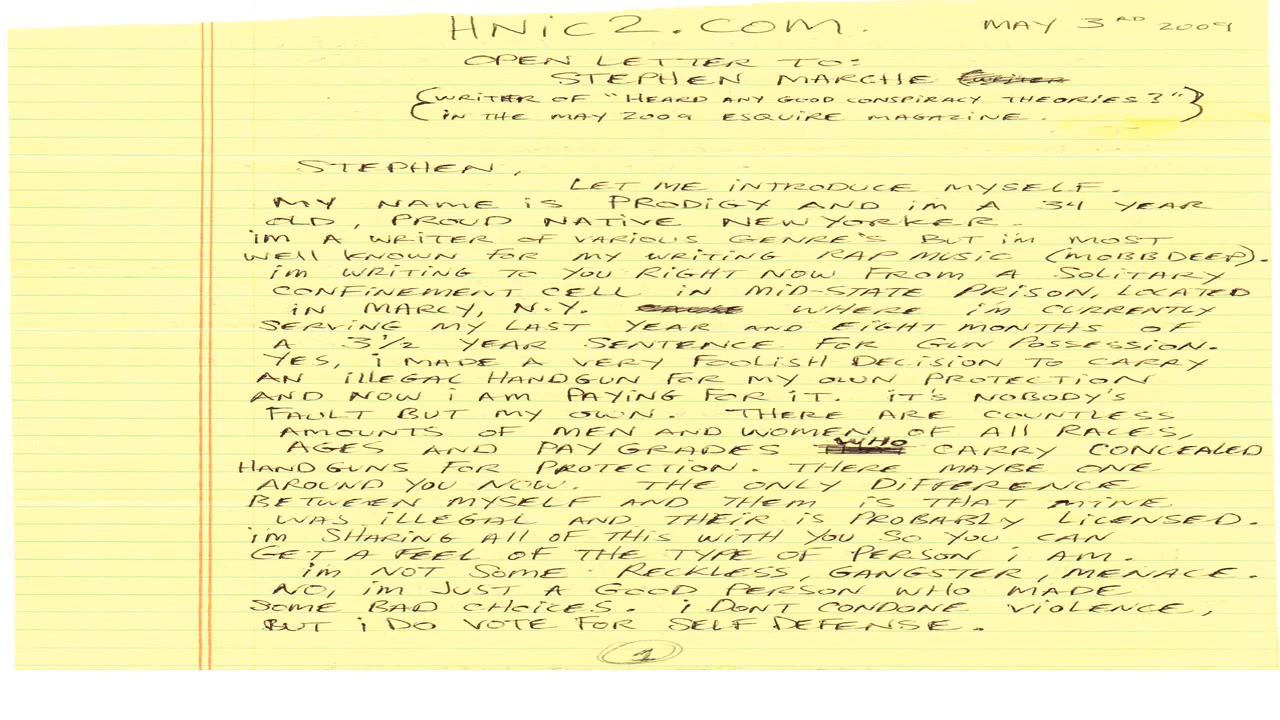 HNiC2.COM. MAY 3RD 2009
OPEN LETTER TO:
STEPHEN MARCHE
(WRITER OF "HEARD ANY GOOD CONSPIRACY THEORIES?")
iN THE MAY 2009 ESQUIRE MAGAZINE.
STEPHEN,
LET ME INTRODUCE MYSELF.
MY NAME iS PRODIGY AND i'M A 34 YEAR
OLD, PROUD NATIVE NEW YORKER.
i'M A WRITER OF VARIOUS GENRE'S BUT i'M MOST
WELL KNOWN FOR MY WRITING RAP MUSIC (MOBB DEEP).
i'M WRITING TO YOU RIGHT NOW FROM A SOLITARY
CONFINEMENT CELL IN MID-STATE PRISON, LOCATED
iN MARCY, N.Y. WHERE i'M CURRENTLY
SERVING MY LAST YEAR AND EIGHT MONTHS OF
A 3 1/2 YEAR SENTENCE FOR GUN POSSESSION.
YES, i MADE A VERY FOOLISH DECISION TO CARRY
AN iLLEGAL HANDGUN FOR MY OWN PROTECTION
AND NOW i AM PAYING FOR iT. iT'S NOBODY'S
FAULT BUT MY OWN. THERE ARE COUNTLESS
AMOUNTS OF MEN AND WOMEN, OF All RACES,
AGES AND PAY GRADES WHO CARRY CONCEALED
HANDGUNS FOR PROTECTION. THERE MAYBE ONE
AROUND YOU NOW. THE ONLY DIFFERENCE
BETWEEN MYSELF AND THEM iS THAT MINE
WAS iLLEGAL AND THEIR iS PROBABLY LICENSED.
i'M SHARING All OF THIS WITH YOU SO YOU CAN
GET A FEEL OF THE TYPE OF PERSON i AM.
i'M NOT SOME RECKLESS, GANGSTER, MENACE.
NO, i'M JUST A GOOD PERSON WHO MADE
SOME BAD CHOICES. i DONT CONDONE ViOLENCE,
BUT i DO VOTE FOR SELF DEFENSE.
1